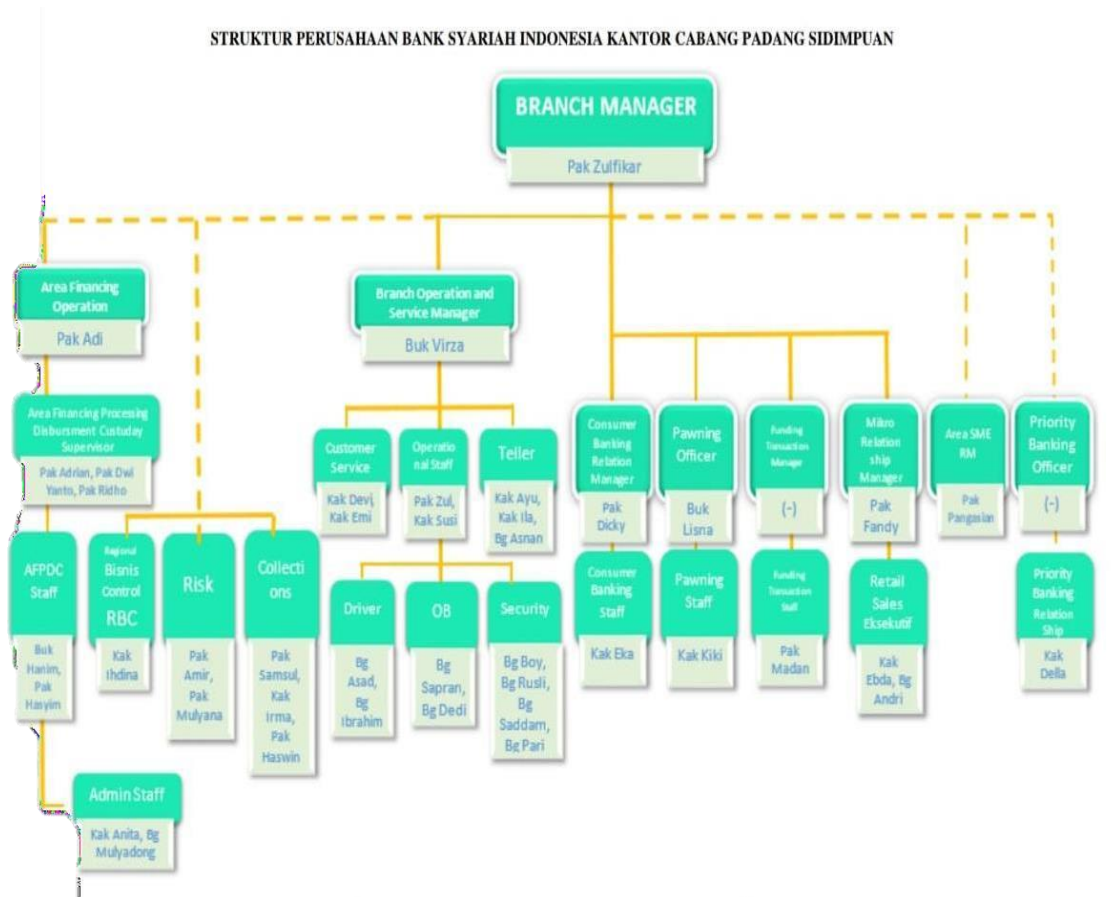 STRUKTUR PERUSAHAAN BANK SYARIAH INDONESIA KANTOR CABANG PADANG SIDIMPUAN
BRANCH MANAGER
Pak Zulfikar
Area Financing
Operation
Pak Adi
Branch Operation and
Service Manager
Buk Virza
Area Financing Processing
Disbursment Custuday
Supervisor
Pak Adrian, Pak Dwi
Yanto, Pak Ridho
Customer
Service
Kak Devi,
Kak Emi
Operatio
nal Staff
Pak Zul,
Kak Susi
Teller
Kak Ayu,
Kak Ila,
Bg Asnan
Consumer
Banking
Relation
Manager
Pak
Dicky
Pawning
Officer
Buk
Lisna
Funding
Transaction
Manager
(-)
Mikro
Relation
ship
Manager
Pak
Fandy
Area SME
RM
Pak
Pangasian
Priority
Banking
Officer
(-)
AFPDC
Staff
Buk
Hanim,
Pak
Hasyim
Regional
Bisnis
Control
RBC
Kak
Ihdina
Risk
Pak
Amir,
Pak
Mulyana
Collecti
ons
Pak
Samsul,
Kak
Irma,
Pak
Haswin
Driver
Bg
Asad,
Bg
Ibrahim
OB
Bg
Sapran,
Bg Dedi
Security
Bg Boy,
Bg Rusli,
Bg
Saddam,
Bg Pari
Consumer
Banking
Staff
Kak Eka
Pawning
Staff
Kak Kiki
Funding
Transaction
Staff
Pak
Madan
Retail
Sales
Eksekutif
Kak
Ebda, Bg
Andri
Priority
Banking
Relation
Ship
Kak
Della
Admin Staff
Kak Anita, Bg
Mulyadong